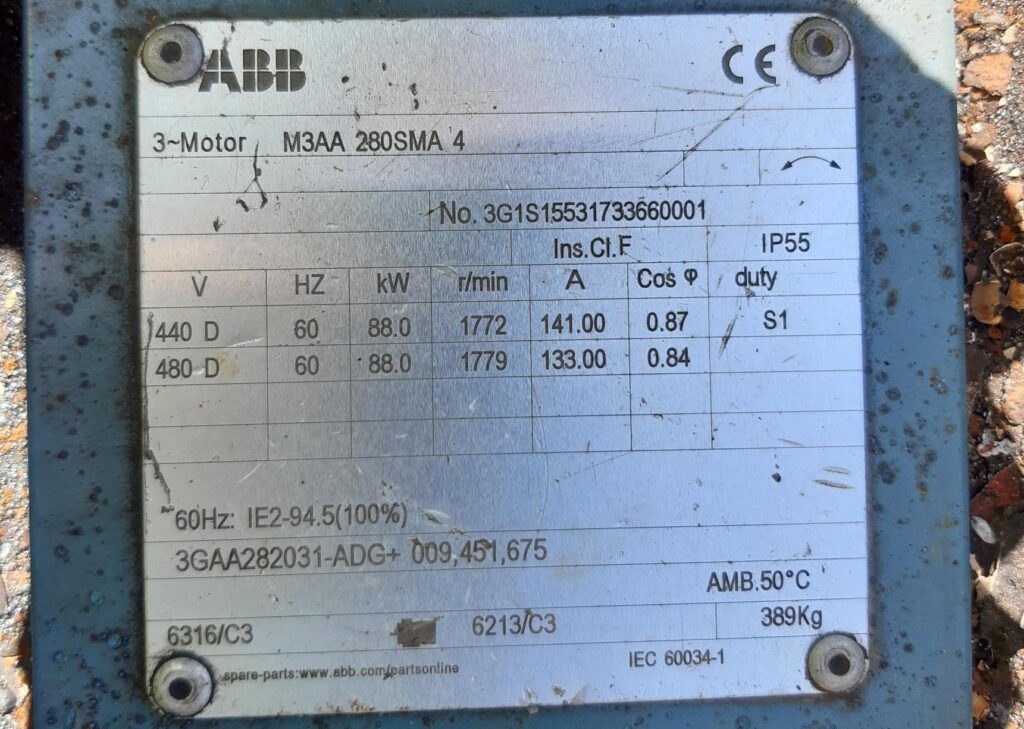 ABB CE
3~Motor M3AA 280SMA 4
No. 3G1S15531733660001
Ins.Cl.F IP55
V HZ kW r/min A Cos φ duty
440 D 60 88.0 1772 141.00 0.87 S1
480 D 60 88.0 1779 133.00 0.84
60Hz: IE2-94.5(100%)
3GAA282031-ADG+ 009,451,675
AMB.50°C
6316/C3 6213/C3 389Kg
spare-parts:www.abb.com/partsonline IEC 60034-1